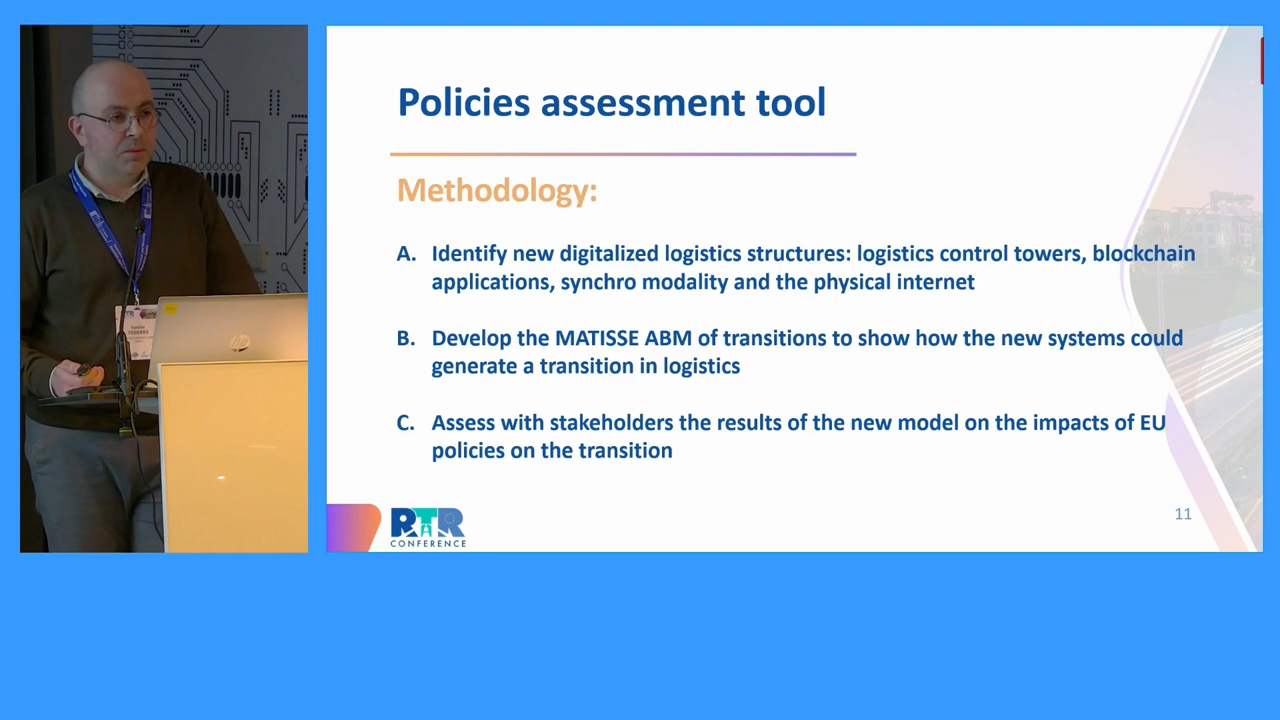 Policies assessment tool
Methodology:
A. Identify new digitalized logistics structures: logistics control towers, blockchain
applications, synchro modality and the physical internet
B. Develop the MATISSE ABM of transitions to show how the new systems could
generate a transition in logistics
C. Assess with stakeholders the results of the new model on the impacts of EU
policies on the transition
RTR
CONFERENCE
11
hp